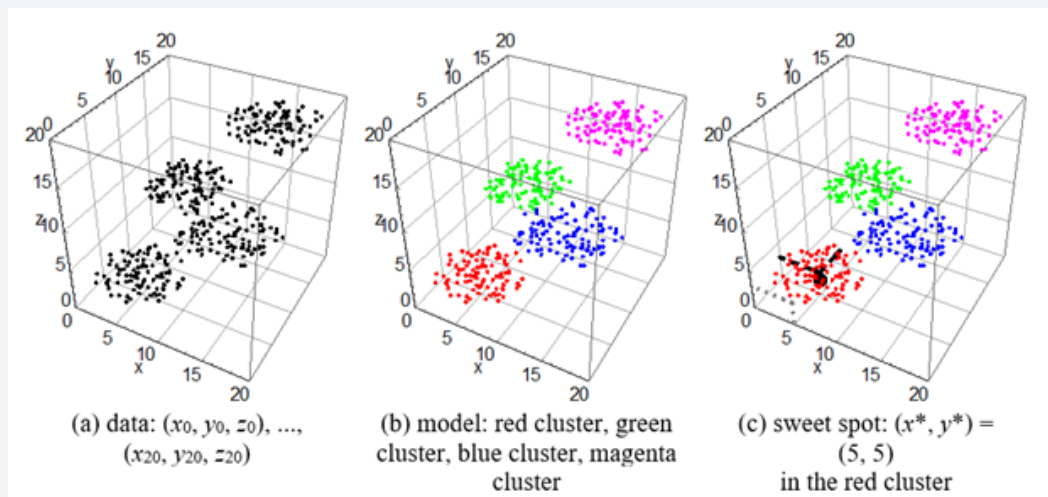 20
15
y
10
5
0
20
15
z
10
5
0
0
5
10
x
15
20
20
15
y
10
5
0
20
15
z
10
5
0
0
5
10
x
15
20
20
15
y
10
5
0
20
15
z
10
5
0
0
5
10
x
15
20
(a) data: (x0, y0, z0), ...,
(x20, y20, z20)
(b) model: red cluster, green
cluster, blue cluster, magenta
cluster
(c) sweet spot: (x*, y*) =
(5, 5)
in the red cluster